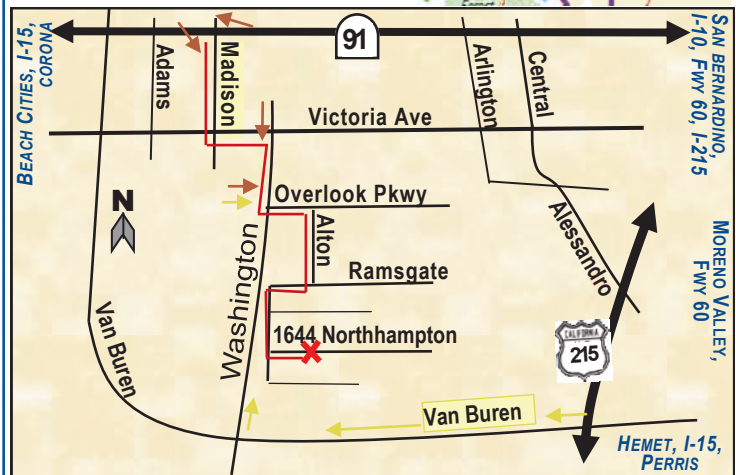 Forest
91
BEACH CITIES, I-15,
CORONA
SAN BERNARDINO,
I-10, FWY 60, I-215
Adams
Madison
Arlington
Central
Victoria Ave
N
Overlook Pkwy
Alton
Alessandro
MORENO VALLEY,
FWY 60
Washington
Ramsgate
Van Buren
1644 Northhampton
CALIFORNIA
215
Van Buren
HEMET, I-15,
PERRIS